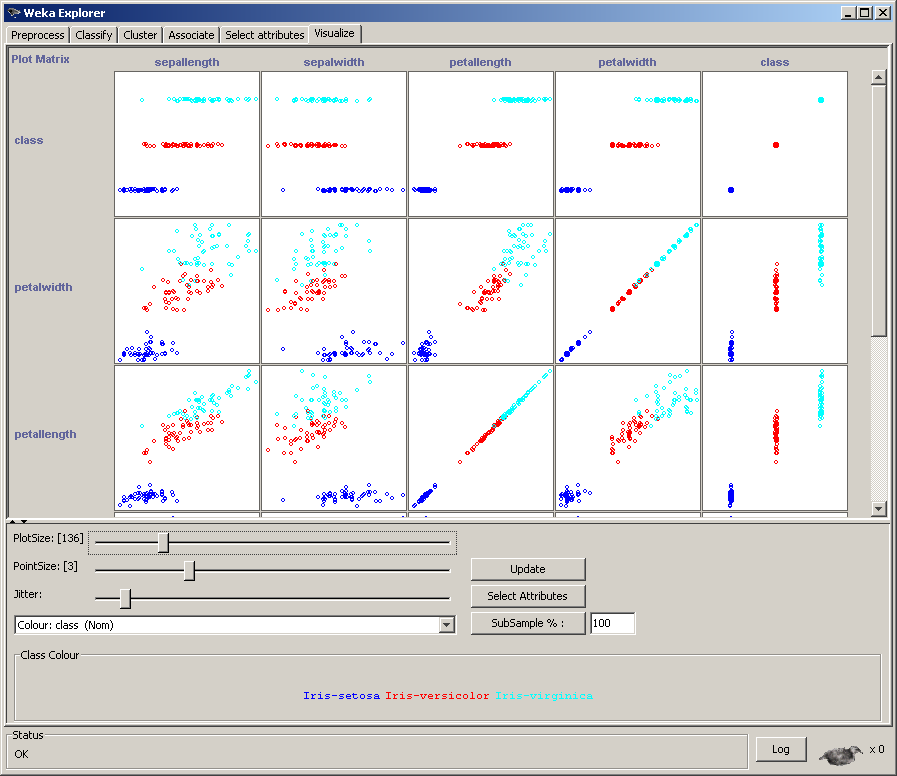 Weka Explorer
Preprocess Classify Cluster Associate Select attributes Visualize
Plot Matrix sepallength sepalwidth petallength petalwidth class
class
petalwidth
petallength
PlotSize: [136]
PointSize: [3]
Update
Jitter:
Select Attributes
Colour: class (Nom)
SubSample % : 100
Class Colour
Iris-setosa Iris-versicolor Iris-virginica
Status
OK
Log
x 0